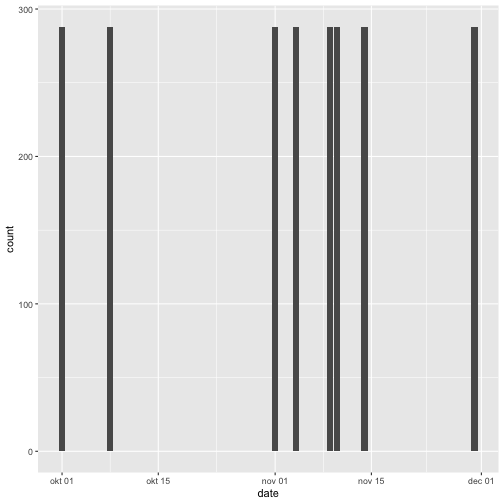 300
200
100
0
count
okt 01
okt 15
nov 01
nov 15
dec 01
date